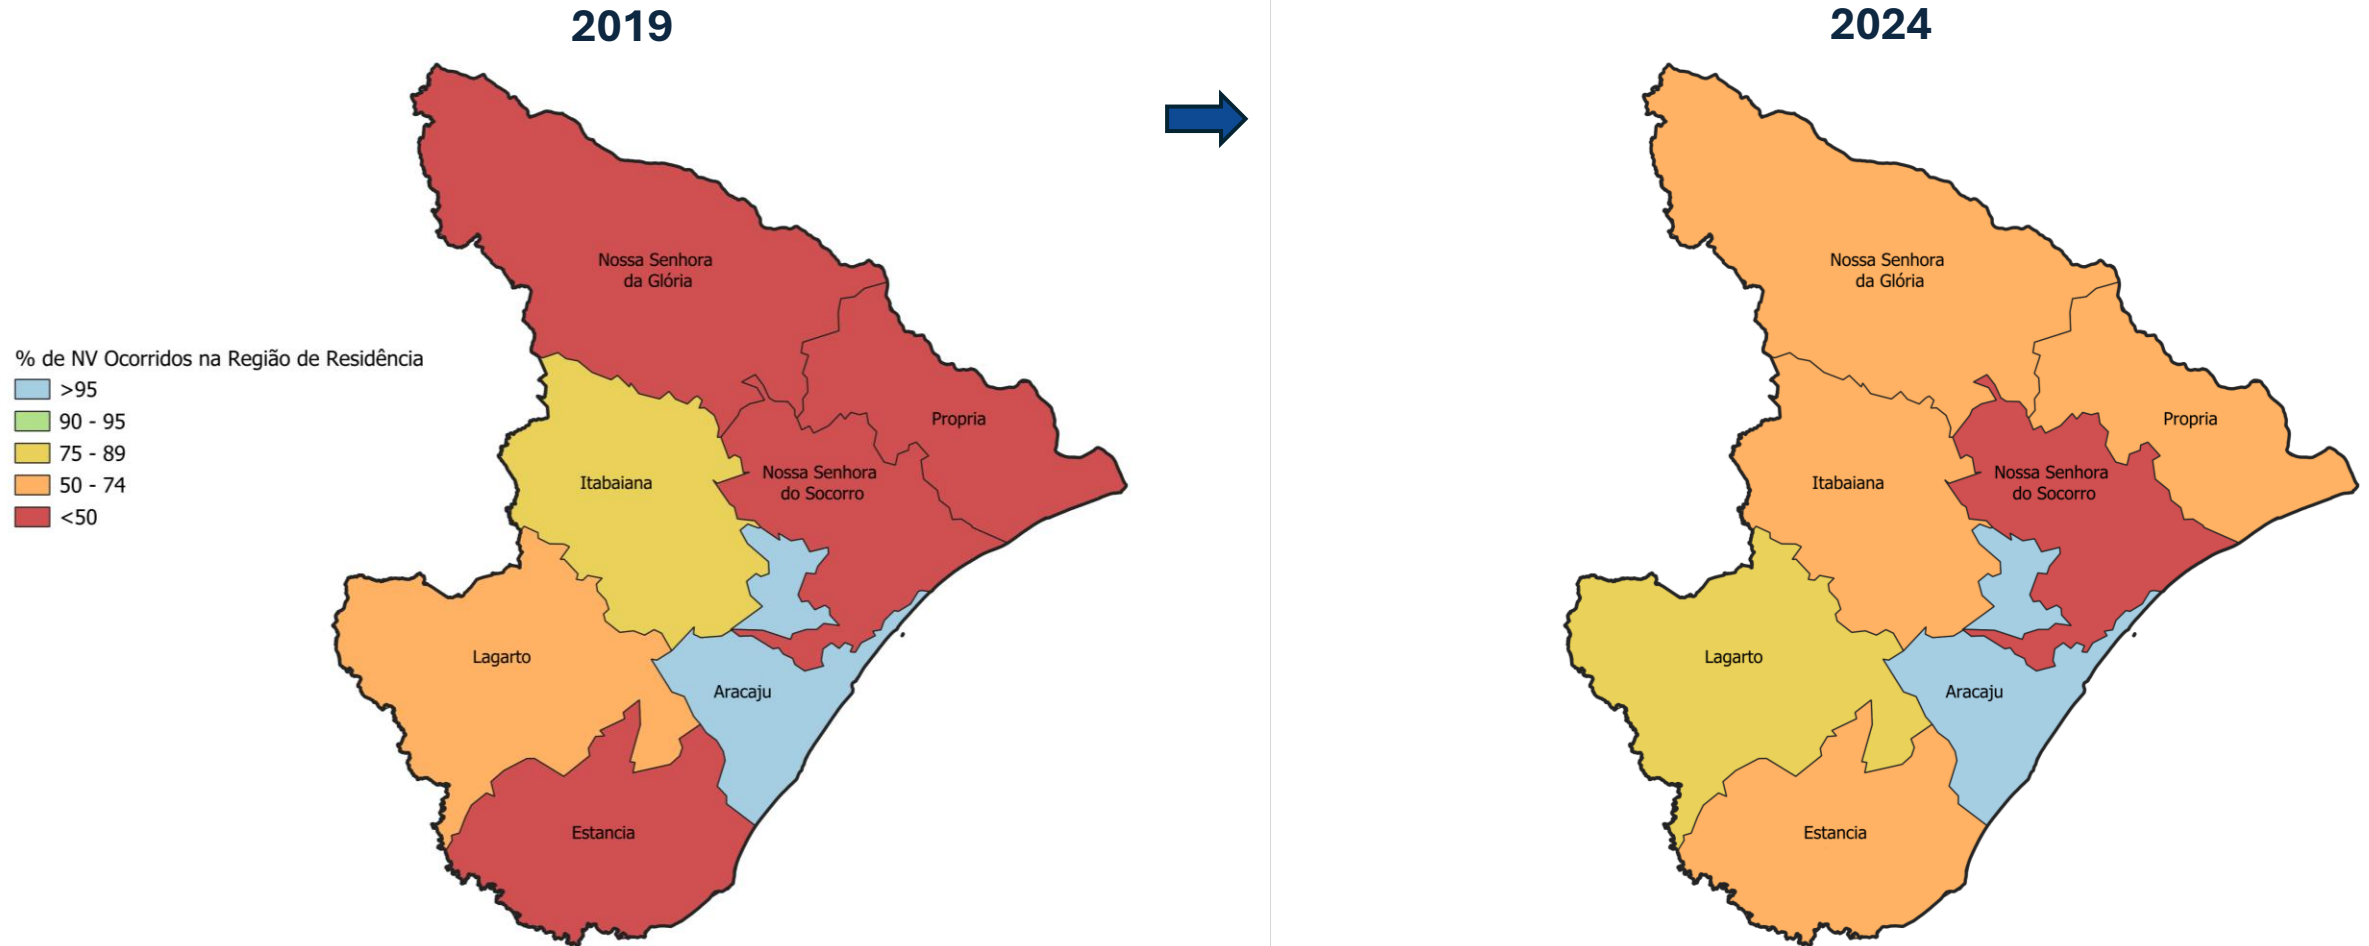 2019
Nossa Senhora
da Glória
% de NV Ocorridos na Região de Residência
>95
90 - 95
75 - 89
50 - 74
<50
Propria
Itabaiana
Nossa Senhora
do Socorro
Lagarto
Aracaju
Estancia
2024
Nossa Senhora
da Glória
Propria
Itabaiana
Nossa Senhora
do Socorro
Lagarto
Aracaju
Estancia